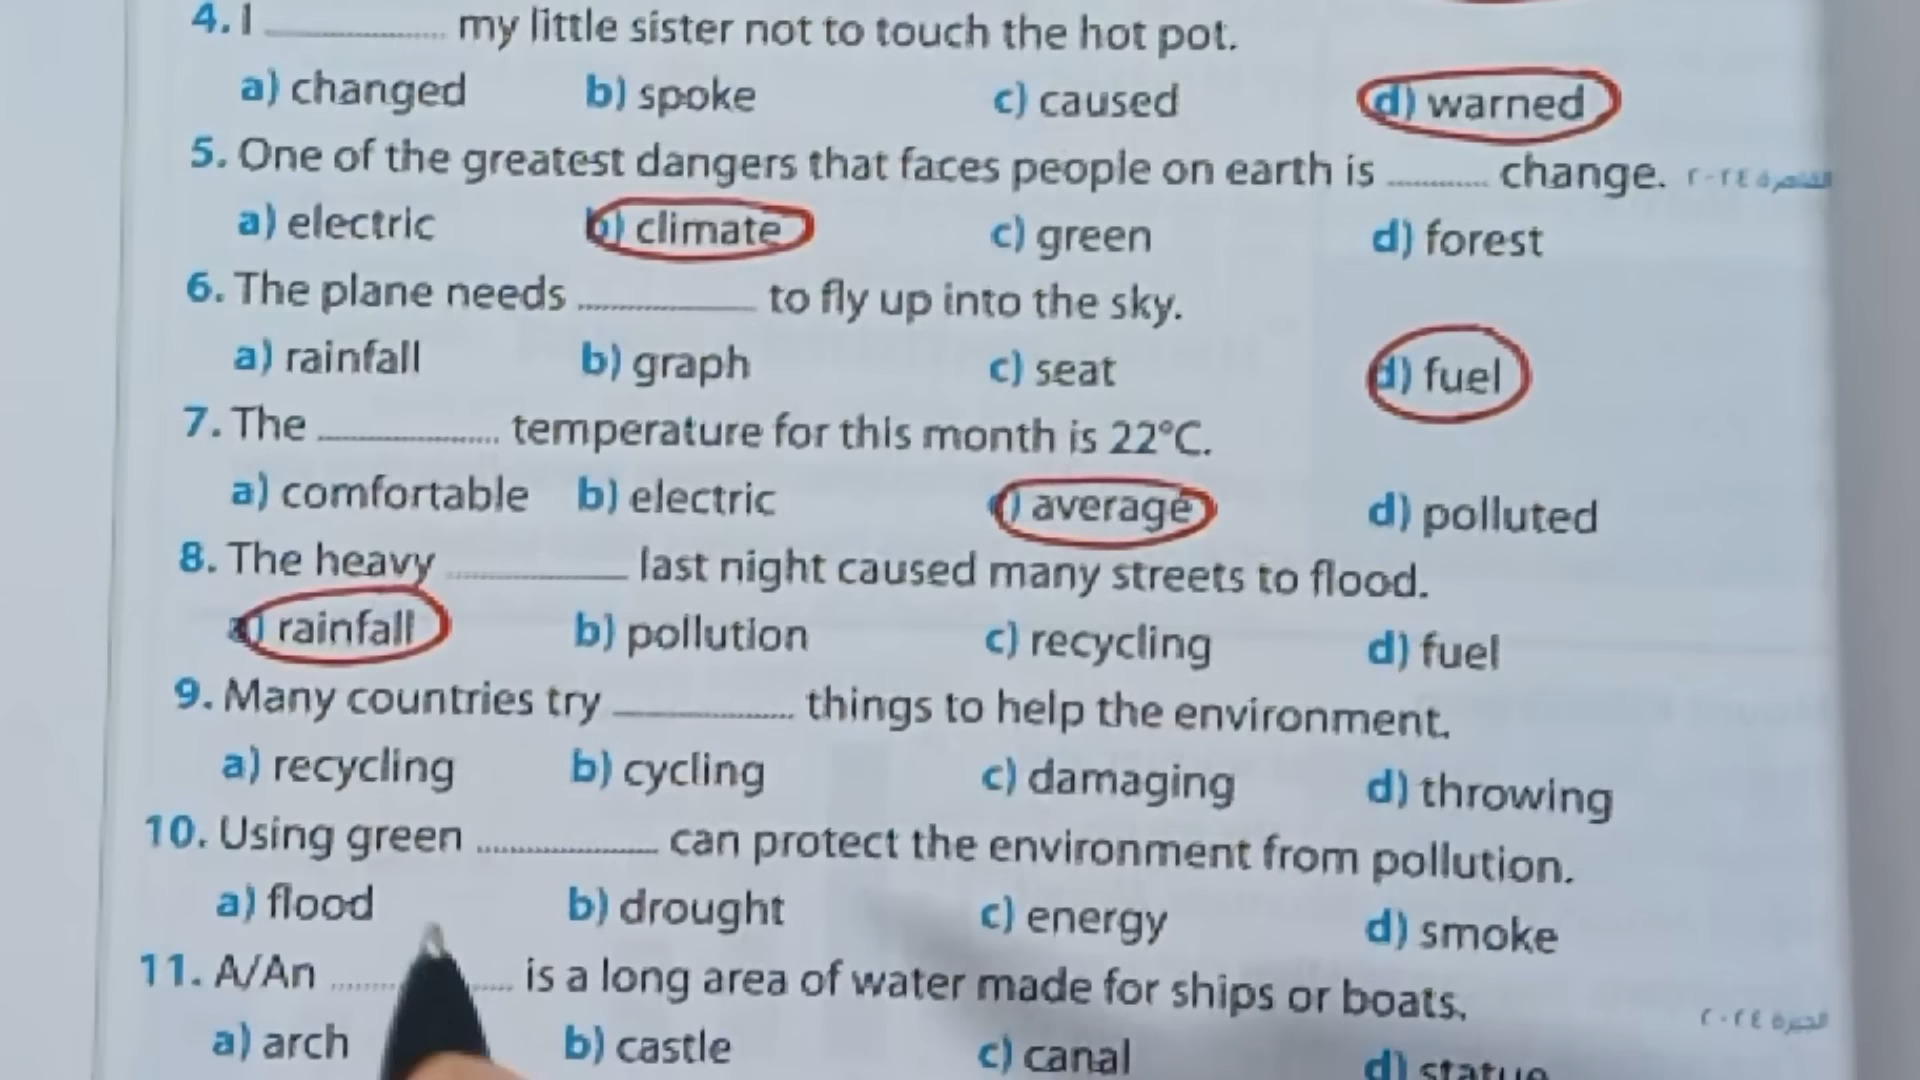 4. I ............ my little sister not to touch the hot pot.
a) changed b) spoke c) caused d) warned
5. One of the greatest dangers that faces people on earth is ............ change. القاهرة ٢٠٢٤
a) electric b) climate c) green d) forest
6. The plane needs ............ to fly up into the sky.
a) rainfall b) graph c) seat d) fuel
7. The ............ temperature for this month is 22°C.
a) comfortable b) electric c) average d) polluted
8. The heavy ............ last night caused many streets to flood.
a) rainfall b) pollution c) recycling d) fuel
9. Many countries try ............ things to help the environment.
a) recycling b) cycling c) damaging d) throwing
10. Using green ............ can protect the environment from pollution.
a) flood b) drought c) energy d) smoke
11. A/An ............ is a long area of water made for ships or boats. الجيزة ٢٠٢٤
a) arch b) castle c) canal d) statue